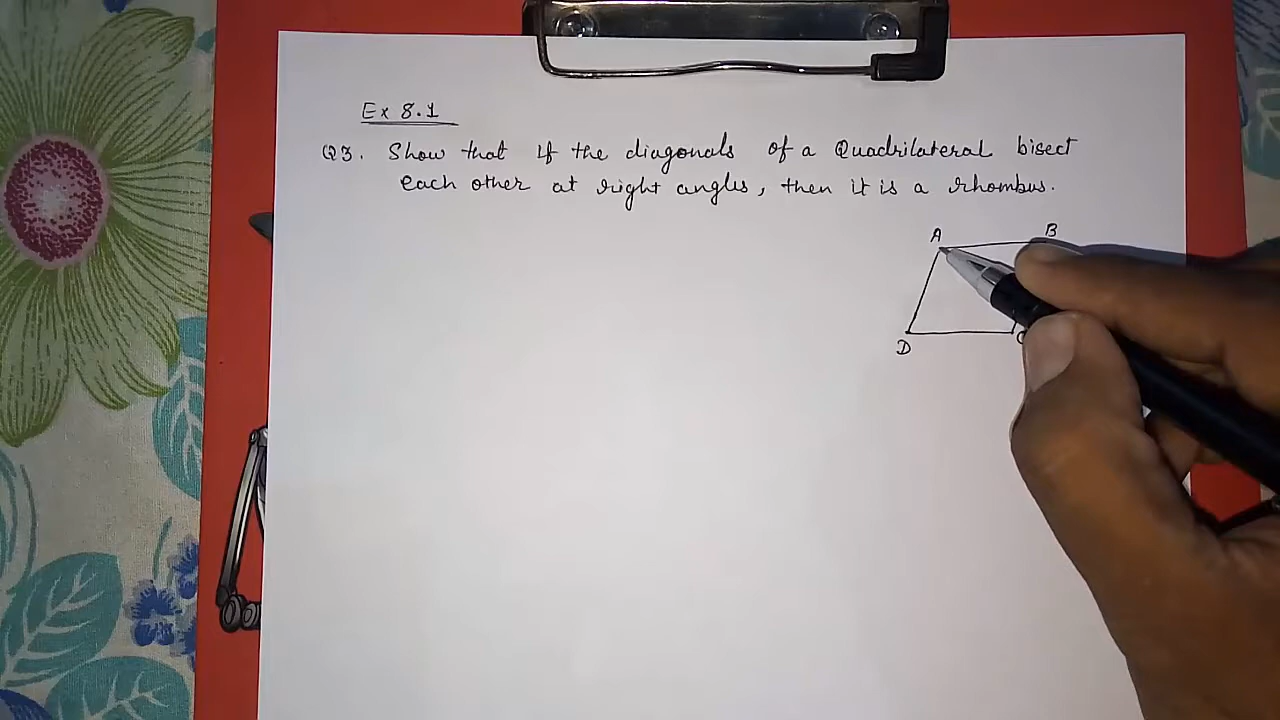 Ex 8.1
Q3. Show that if the diagonals of a Quadrilateral bisect
each other at right angles, then it is a rhombus.
A B
D C